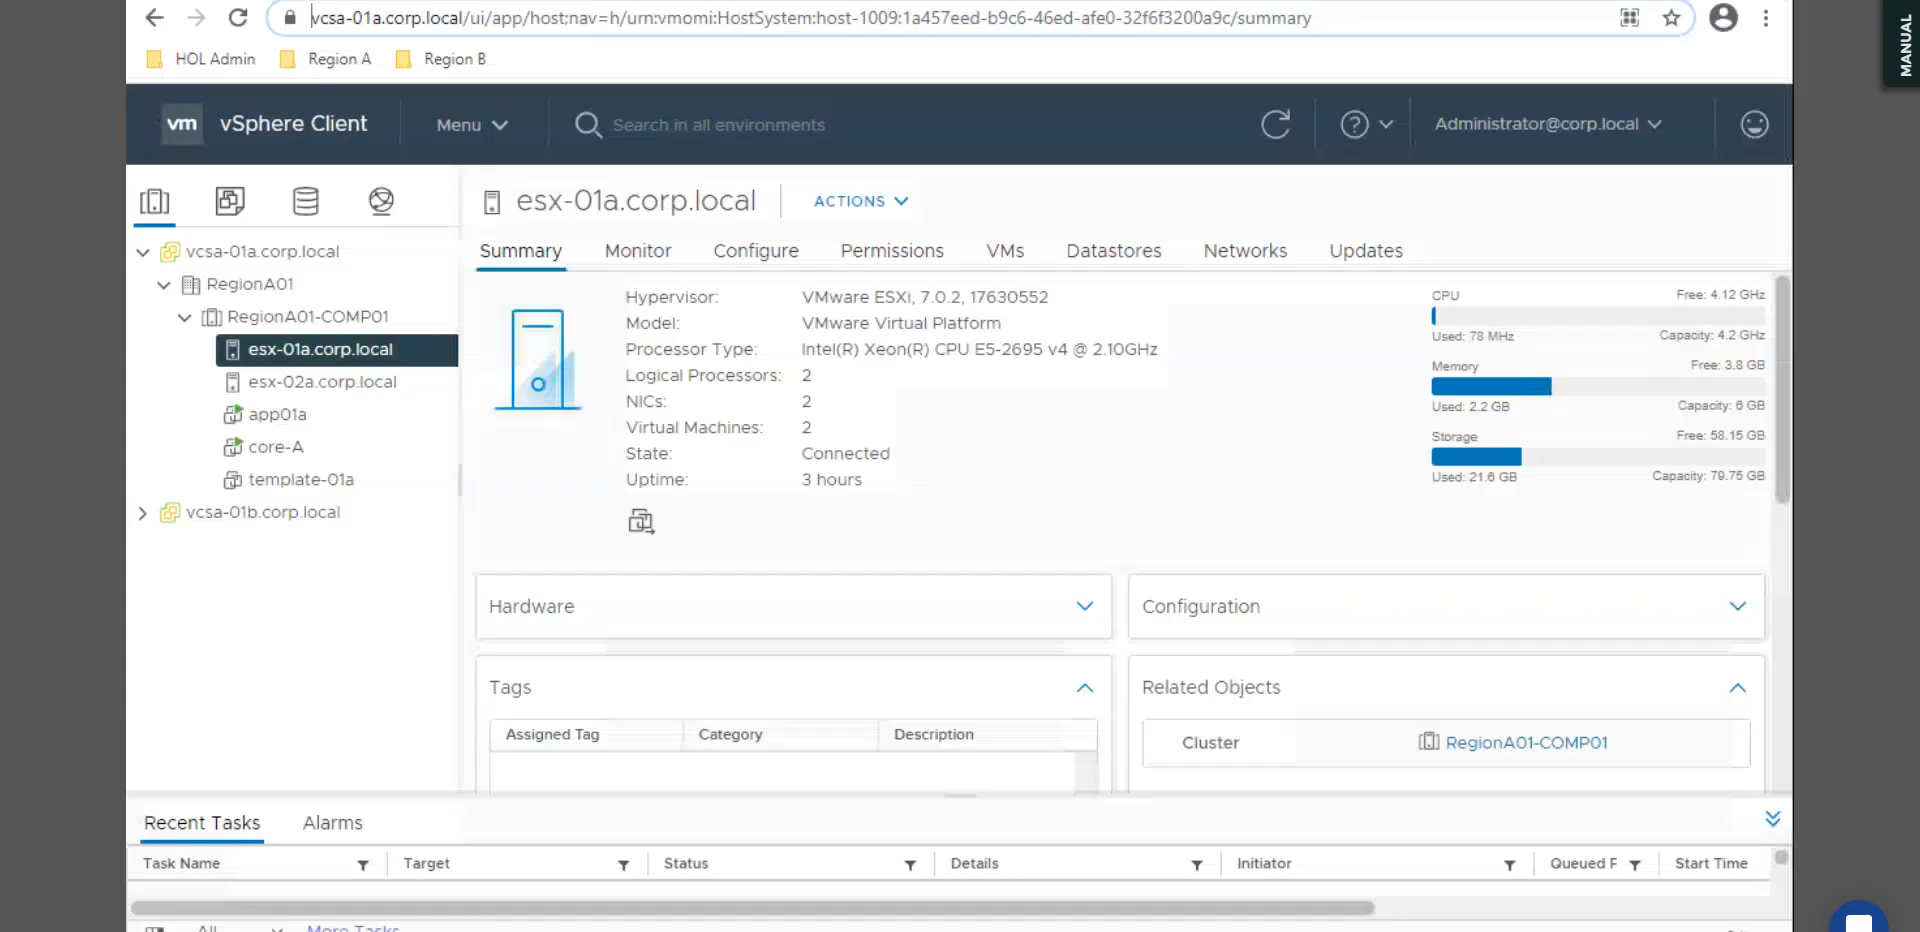 vcsa-01a.corp.local/ui/app/host;nav=h/urn:vmomi:HostSystem:host-1009:1a457eed-b9c6-46ed-afe0-32f6f3200a9c/summary
MANUAL
HOL Admin Region A Region B
vm vSphere Client Menu Search in all environments Administrator@corp.local
esx-01a.corp.local ACTIONS
Summary Monitor Configure Permissions VMs Datastores Networks Updates
vcsa-01a.corp.local
RegionA01
RegionA01-COMP01
esx-01a.corp.local
esx-02a.corp.local
app01a
core-A
template-01a
vcsa-01b.corp.local
Hypervisor: VMware ESXi, 7.0.2, 17630552
Model: VMware Virtual Platform
Processor Type: Intel(R) Xeon(R) CPU E5-2695 v4 @ 2.10GHz
Logical Processors: 2
NICs: 2
Virtual Machines: 2
State: Connected
Uptime: 3 hours
CPU Free: 4.12 GHz
Used: 78 MHz Capacity: 4.2 GHz
Memory Free: 3.8 GB
Used: 2.2 GB Capacity: 6 GB
Storage Free: 58.15 GB
Used: 21.6 GB Capacity: 79.75 GB
Hardware
Configuration
Tags
Assigned Tag Category Description
Related Objects
Cluster RegionA01-COMP01
Recent Tasks Alarms
Task Name Target Status Details Initiator Queued F Start Time
All More Tasks